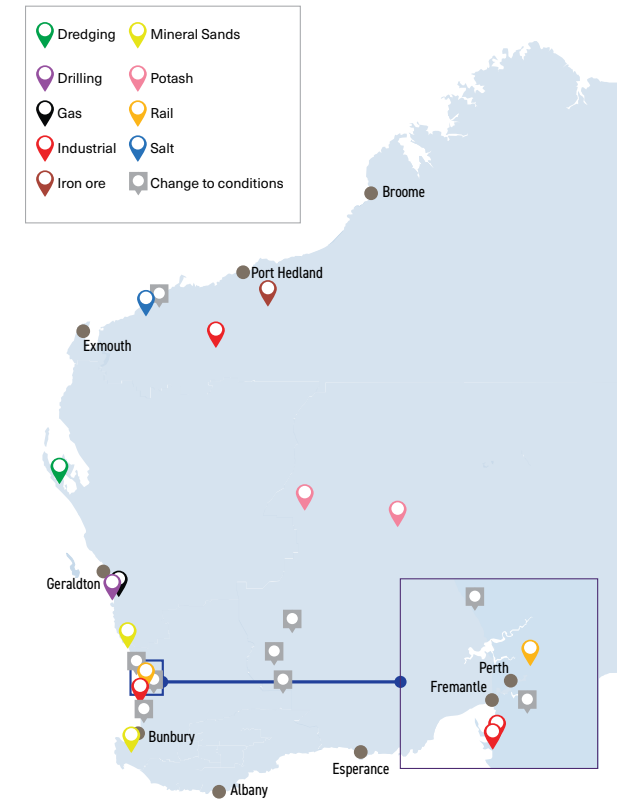 Dredging
Mineral Sands
Drilling
Potash
Gas
Rail
Industrial
Salt
Iron ore
Change to conditions
Broome
Port Hedland
Exmouth
Geraldton
Perth
Fremantle
Bunbury
Esperance
Albany